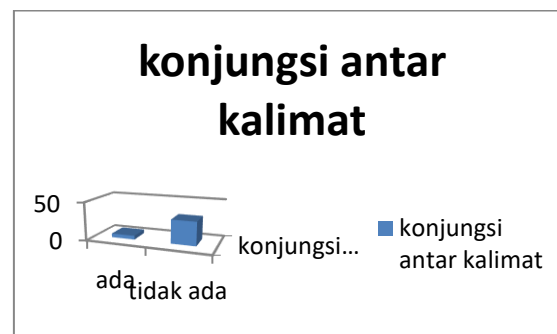 konjungsi antar
kalimat
50
0
ada
tidak ada
konjungsi...
konjungsi
antar kalimat